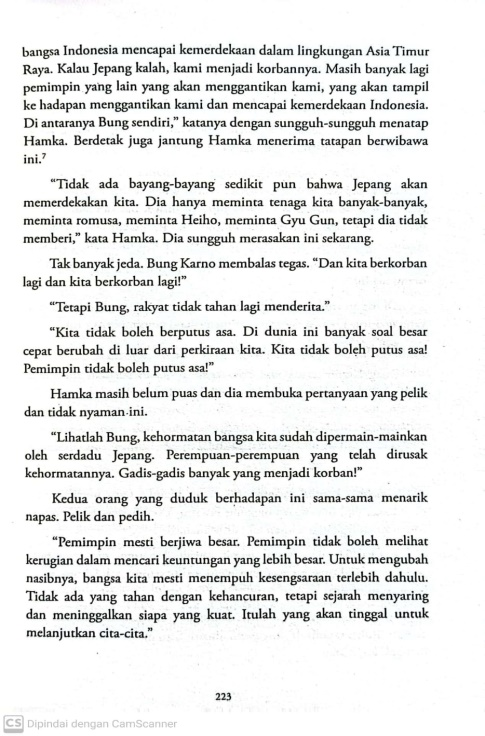 bangsa Indonesia mencapai kemerdekaan dalam lingkungan Asia Timur
Raya. Kalau Jepang kalah, kami menjadi korbannya. Masih banyak lagi
pemimpin yang lain yang akan menggantikan kami, yang akan tampil
ke hadapan menggantikan kami dan mencapai kemerdekaan Indonesia.
Di antaranya Bung sendiri,” katanya dengan sungguh-sungguh menatap
Hamka. Berdetak juga jantung Hamka menerima tatapan berwibawa
ini.⁷
“Tidak ada bayang-bayang sedikit pun bahwa Jepang akan
memerdekakan kita. Dia hanya meminta tenaga kita banyak-banyak,
meminta romusa, meminta Heiho, meminta Gyu Gun, tetapi dia tidak
memberi,” kata Hamka. Dia sungguh merasakan ini sekarang.
Tak banyak jeda. Bung Karno membalas tegas. “Dan kita berkorban
lagi dan kita berkorban lagi!”
“Tetapi Bung, rakyat tidak tahan lagi menderita.”
“Kita tidak boleh berputus asa. Di dunia ini banyak soal besar
cepat berubah di luar dari perkiraan kita. Kita tidak boleh putus asa!
Pemimpin tidak boleh putus asa!”
Hamka masih belum puas dan dia membuka pertanyaan yang pelik
dan tidak nyaman ini.
“Lihatlah Bung, kehormatan bangsa kita sudah dipermain-mainkan
oleh serdadu Jepang. Perempuan-perempuan yang telah dirusak
kehormatannya. Gadis-gadis banyak yang menjadi korban!”
Kedua orang yang duduk berhadapan ini sama-sama menarik
napas. Pelik dan pedih.
“Pemimpin mesti berjiwa besar. Pemimpin tidak boleh melihat
kerugian dalam mencari keuntungan yang lebih besar. Untuk mengubah
nasibnya, bangsa kita mesti menempuh kesengsaraan terlebih dahulu.
Tidak ada yang tahan dengan kehancuran, tetapi sejarah menyaring
dan meninggalkan siapa yang kuat. Itulah yang akan tinggal untuk
melanjutkan cita-cita.”
223
CS Dipindai dengan CamScanner